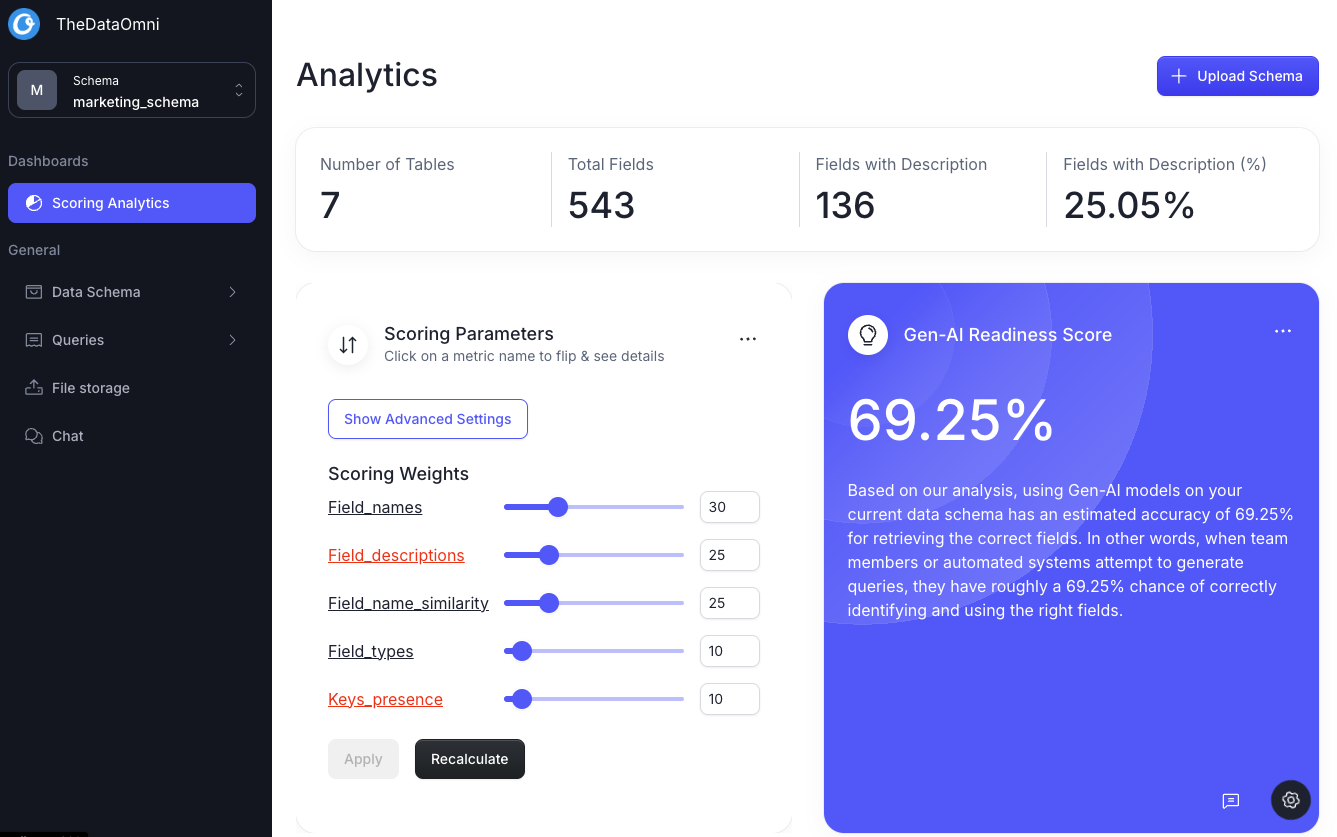 TheDataOmni
M
Schema
marketing_schema
Dashboards
Scoring Analytics
General
Data Schema
Queries
File storage
Chat
Analytics
Upload Schema
Number of Tables
7
Total Fields
543
Fields with Description
136
Fields with Description (%)
25.05%
Scoring Parameters
Click on a metric name to flip & see details
Show Advanced Settings
Scoring Weights
Field_names
30
Field_descriptions
25
Field_name_similarity
25
Field_types
10
Keys_presence
10
Apply
Recalculate
Gen-AI Readiness Score
69.25%
Based on our analysis, using Gen-AI models on your
current data schema has an estimated accuracy of 69.25%
for retrieving the correct fields. In other words, when team
members or automated systems attempt to generate
queries, they have roughly a 69.25% chance of correctly
identifying and using the right fields.